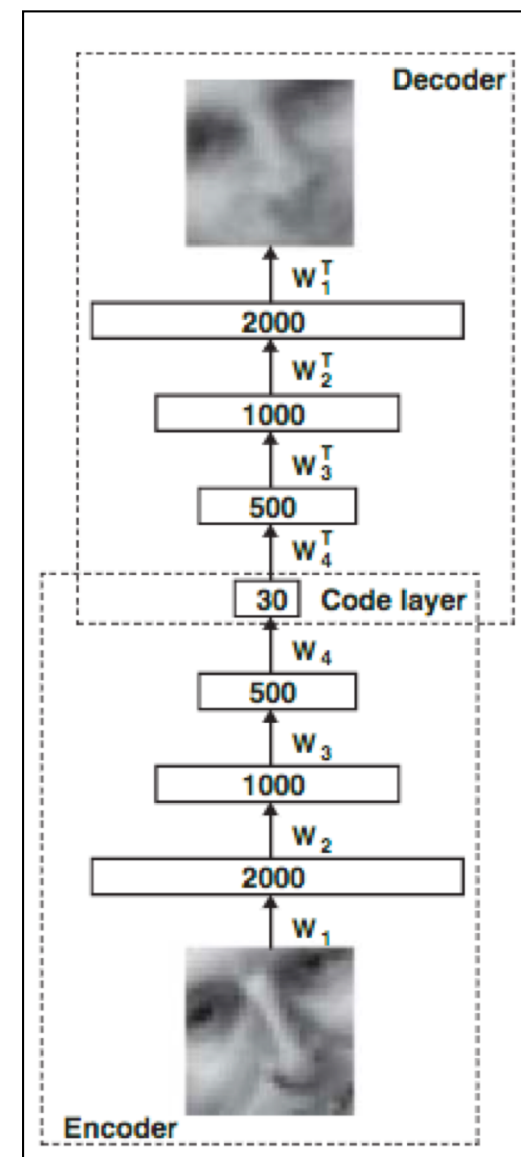 Decoder
W₁ᵀ
2000
W₂ᵀ
1000
W₃ᵀ
500
W₄ᵀ
30 Code layer
W₄
500
W₃
1000
W₂
2000
W₁
Encoder